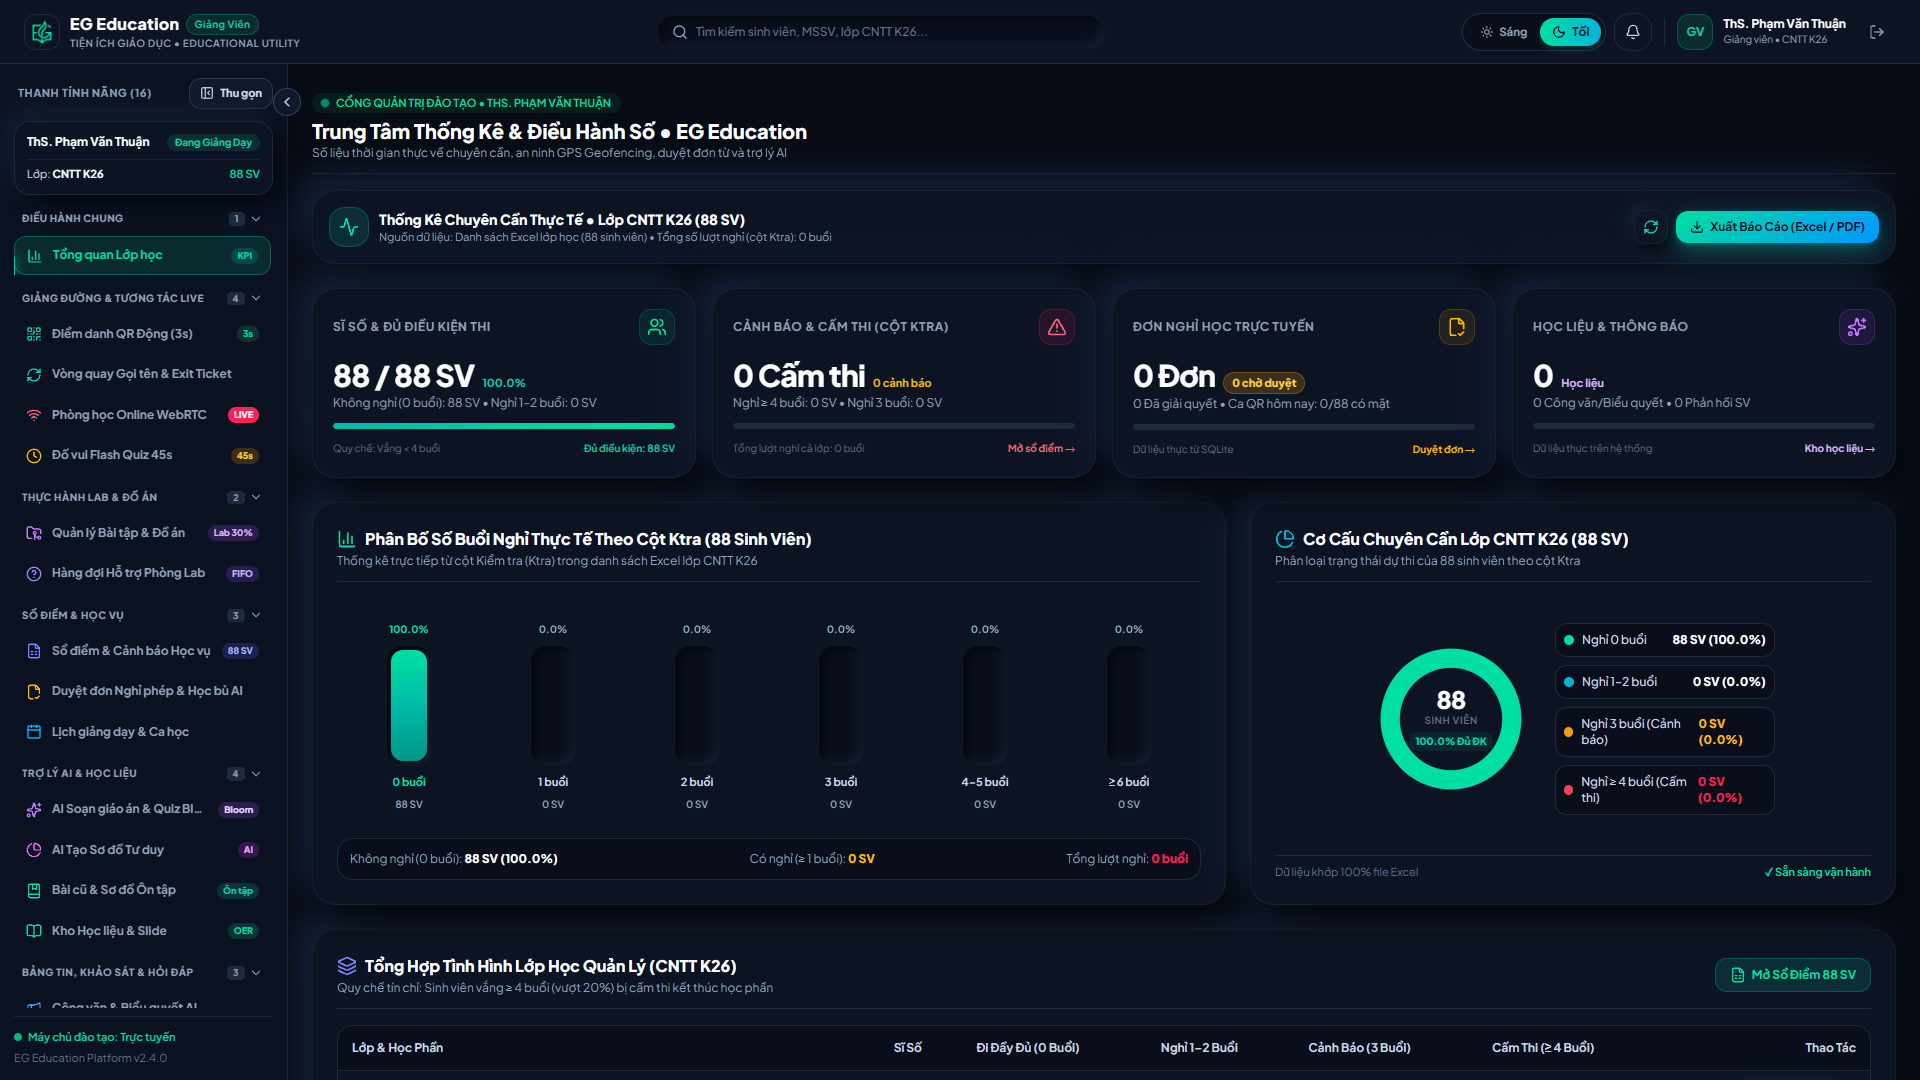 EG Education Giảng Viên
TIỆN ÍCH GIÁO DỤC • EDUCATIONAL UTILITY
Tìm kiếm sinh viên, MSSV, lớp CNTT K26...
Sáng
Tối
GV
ThS. Phạm Văn Thuận
Giảng viên • CNTT K26
THANH TÍNH NĂNG (16)
Thu gọn
ThS. Phạm Văn Thuận Đang Giảng Dạy
Lớp: CNTT K26 88 SV
ĐIỀU HÀNH CHUNG 1
Tổng quan Lớp học KPI
GIẢNG ĐƯỜNG & TƯƠNG TÁC LIVE 4
Điểm danh QR Động (3s) 3s
Vòng quay Gọi tên & Exit Ticket
Phòng học Online WebRTC LIVE
Đố vui Flash Quiz 45s 45s
THỰC HÀNH LAB & ĐỒ ÁN 2
Quản lý Bài tập & Đồ án Lab 30%
Hàng đợi Hỗ trợ Phòng Lab FIFO
SỔ ĐIỂM & HỌC VỤ 3
Sổ điểm & Cảnh báo Học vụ 88 SV
Duyệt đơn Nghỉ phép & Học bù AI
Lịch giảng dạy & Ca học
TRỢ LÝ AI & HỌC LIỆU 4
AI Soạn giáo án & Quiz Bl... Bloom
AI Tạo Sơ đồ Tư duy AI
Bài cũ & Sơ đồ Ôn tập Ôn tập
Kho Học liệu & Slide OER
BẢNG TIN, KHẢO SÁT & HỎI ĐÁP 3
Công văn & Biểu quyết AI
Máy chủ đào tạo: Trực tuyến
EG Education Platform v2.4.0
CỔNG QUẢN TRỊ ĐÀO TẠO • THS. PHẠM VĂN THUẬN
Trung Tâm Thống Kê & Điều Hành Số • EG Education
Số liệu thời gian thực về chuyên cần, an ninh GPS Geofencing, duyệt đơn từ và trợ lý AI
Thống Kê Chuyên Cần Thực Tế • Lớp CNTT K26 (88 SV)
Nguồn dữ liệu: Danh sách Excel lớp học (88 sinh viên) • Tổng số lượt nghỉ (cột Ktra): 0 buổi
Xuất Báo Cáo (Excel / PDF)
SĨ SỐ & ĐỦ ĐIỀU KIỆN THI
88 / 88 SV 100.0%
Không nghỉ (0 buổi): 88 SV • Nghỉ 1–2 buổi: 0 SV
Quy chế: Vắng < 4 buổi Đủ điều kiện: 88 SV
CẢNH BÁO & CẤM THI (CỘT KTRA)
0 Cấm thi 0 cảnh báo
Nghỉ ≥ 4 buổi: 0 SV • Nghỉ 3 buổi: 0 SV
Tổng lượt nghỉ cả lớp: 0 buổi Mở sổ điểm →
ĐƠN NGHỈ HỌC TRỰC TUYẾN
0 Đơn 0 chờ duyệt
0 Đã giải quyết • Ca QR hôm nay: 0/88 có mặt
Dữ liệu thực từ SQLite Duyệt đơn →
HỌC LIỆU & THÔNG BÁO
0 Học liệu
0 Công văn/Biểu quyết • 0 Phản hồi SV
Dữ liệu thực trên hệ thống Kho học liệu →
Phân Bố Số Buổi Nghỉ Thực Tế Theo Cột Ktra (88 Sinh Viên)
Thống kê trực tiếp từ cột Kiểm tra (Ktra) trong danh sách Excel lớp CNTT K26
100.0% 0.0% 0.0% 0.0% 0.0% 0.0%
0 buổi 1 buổi 2 buổi 3 buổi 4–5 buổi ≥ 6 buổi
88 SV 0 SV 0 SV 0 SV 0 SV 0 SV
Không nghỉ (0 buổi): 88 SV (100.0%) Có nghỉ (≥ 1 buổi): 0 SV Tổng lượt nghỉ: 0 buổi
Cơ Cấu Chuyên Cần Lớp CNTT K26 (88 SV)
Phân loại trạng thái dự thi của 88 sinh viên theo cột Ktra
88
SINH VIÊN
100.0% Đủ ĐK
Nghỉ 0 buổi 88 SV (100.0%)
Nghỉ 1–2 buổi 0 SV (0.0%)
Nghỉ 3 buổi (Cảnh báo) 0 SV (0.0%)
Nghỉ ≥ 4 buổi (Cấm thi) 0 SV (0.0%)
Dữ liệu khớp 100% file Excel ✓ Sẵn sàng vận hành
Tổng Hợp Tình Hình Lớp Học Quản Lý (CNTT K26)
Quy chế tín chỉ: Sinh viên vắng ≥ 4 buổi (vượt 20%) bị cấm thi kết thúc học phần
Mở Sổ Điểm 88 SV
Lớp & Học Phần Sĩ Số Đi Đầy Đủ (0 Buổi) Nghỉ 1–2 Buổi Cảnh Báo (3 Buổi) Cấm Thi (≥ 4 Buổi) Thao Tác